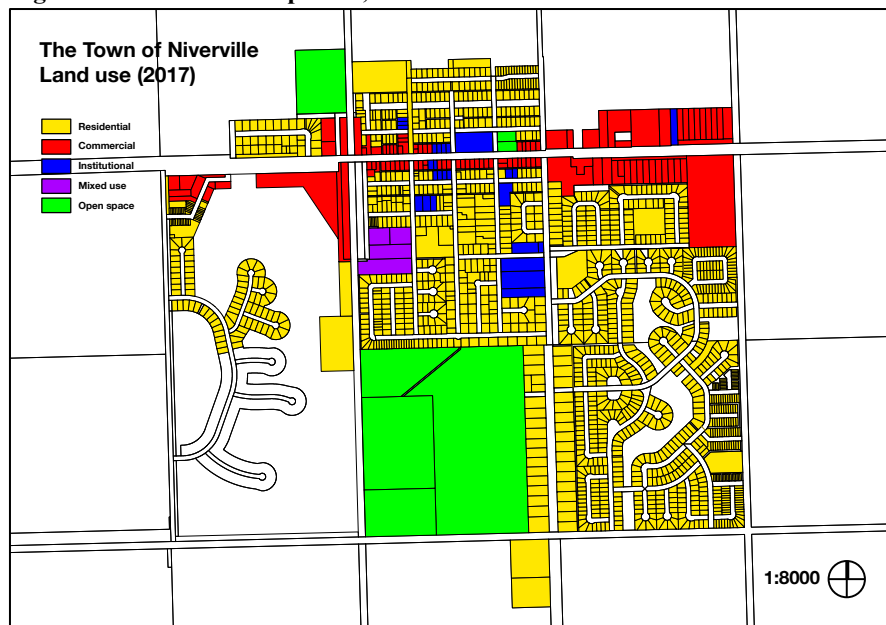 The Town of Niverville
Land use (2017)
Residential
Commercial
Institutional
Mixed use
Open space
1:8000